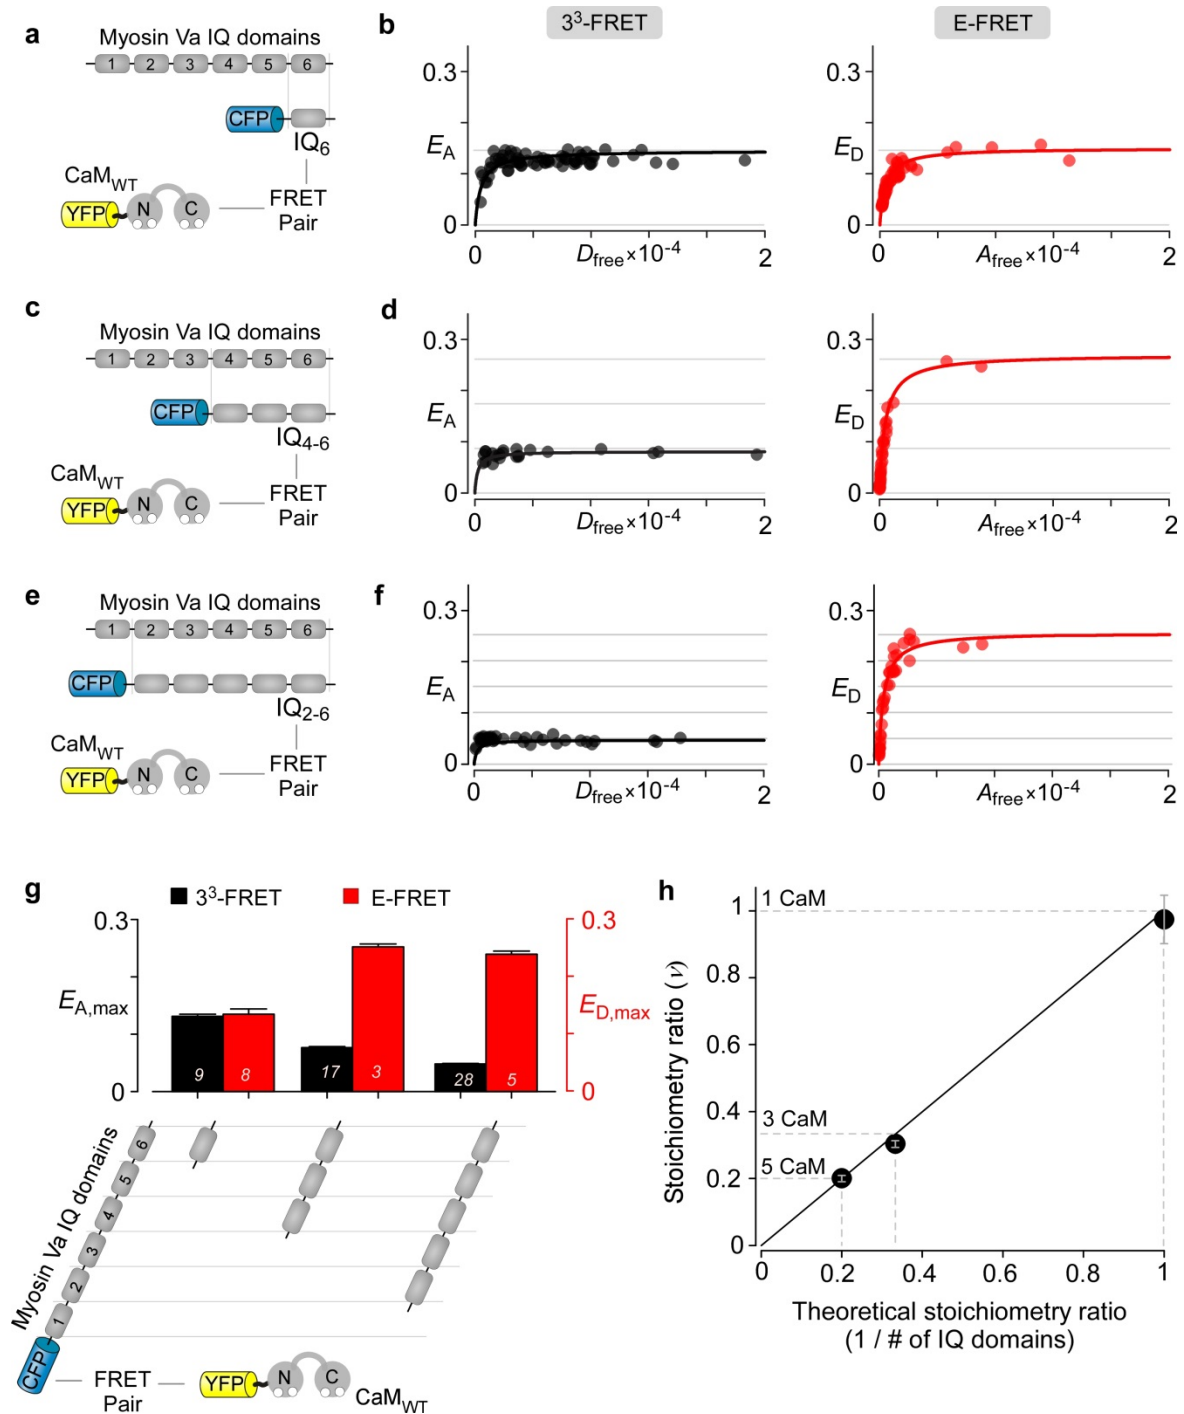 a
Myosin Va IQ domains
1 2 3 4 5 6
CFP
IQ6
CaMWT
YFP N C
FRET
Pair
b
3³-FRET
E-FRET
0.3
EA
0
0 Dfree×10-4 2
0.3
ED
0
0 Afree×10-4 2
c
Myosin Va IQ domains
1 2 3 4 5 6
CFP
IQ4-6
CaMWT
YFP N C
FRET
Pair
d
0.3
EA
0
0 Dfree×10-4 2
0.3
ED
0
0 Afree×10-4 2
e
Myosin Va IQ domains
1 2 3 4 5 6
CFP
IQ2-6
CaMWT
YFP N C
FRET
Pair
f
0.3
EA
0
0 Dfree×10-4 2
0.3
ED
0
0 Afree×10-4 2
g
3³-FRET E-FRET
0.3 0.3
EA,max ED,max
9 8 17 3 28 5
0 0
Myosin Va IQ domains
6
5
4
3
2
1
CFP
FRET
Pair
YFP N C
CaMWT
h
Stoichiometry ratio (ν)
1
0.8
0.6
0.4
0.2
0
1 CaM
3 CaM
5 CaM
0 0.2 0.4 0.6 0.8 1
Theoretical stoichiometry ratio
(1 / # of IQ domains)